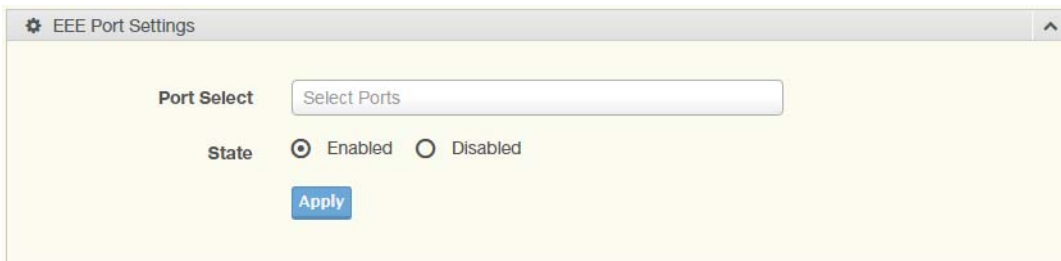 EEE Port Settings
Port Select Select Ports
State Enabled Disabled
Apply